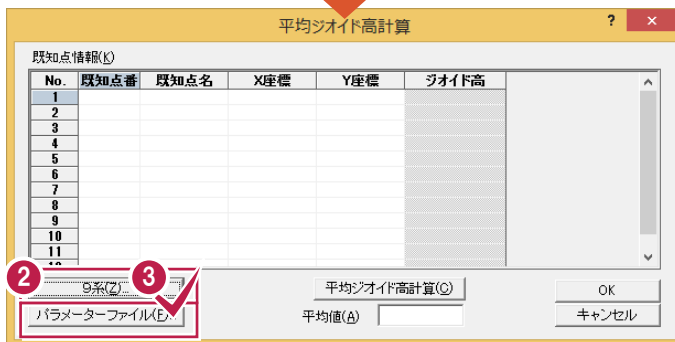 平均ジオイド高計算 ? ×
既知点情報(K)
No. 既知点番 既知点名 X座標 Y座標 ジオイド高
1
2
3
4
5
6
7
8
9
10
11
2 3
9系(Z)... 平均ジオイド高計算(C) OK
パラメーターファイル(F)... 平均値(A) キャンセル